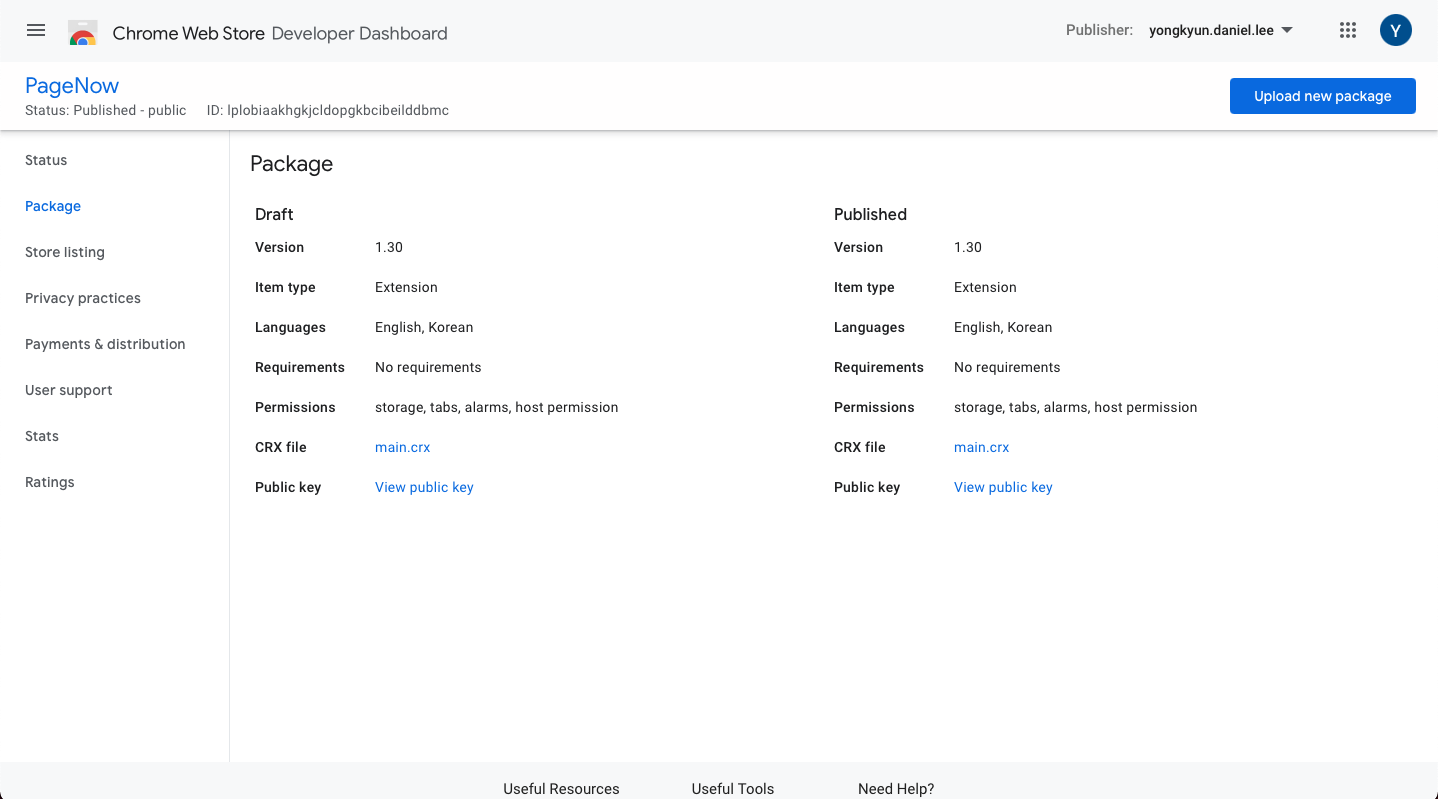 Chrome Web Store Developer Dashboard
Publisher: yongkyun.daniel.lee
Y
PageNow
Status: Published - public ID: lplobiaakhgkjcldopgkbcibeilddbmc
Upload new package
Status
Package
Store listing
Privacy practices
Payments & distribution
User support
Stats
Ratings
Package
Draft
Version 1.30
Item type Extension
Languages English, Korean
Requirements No requirements
Permissions storage, tabs, alarms, host permission
CRX file main.crx
Public key View public key
Published
Version 1.30
Item type Extension
Languages English, Korean
Requirements No requirements
Permissions storage, tabs, alarms, host permission
CRX file main.crx
Public key View public key
Useful Resources Useful Tools Need Help?